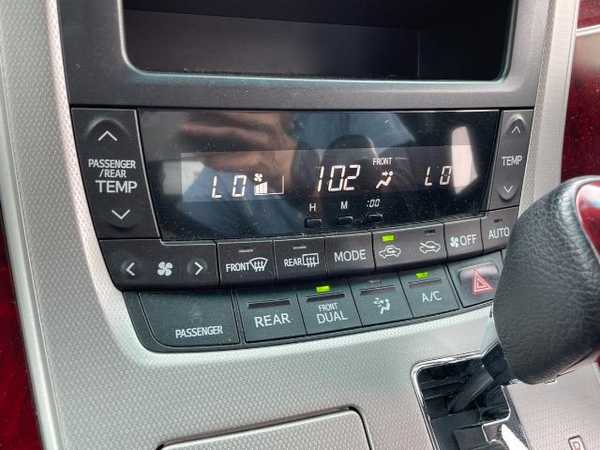 PASSENGER
/REAR
TEMP
FRONT
LO 102 LO
H M :00
TEMP
FRONT REAR MODE OFF AUTO
PASSENGER REAR FRONT
DUAL A/C
P